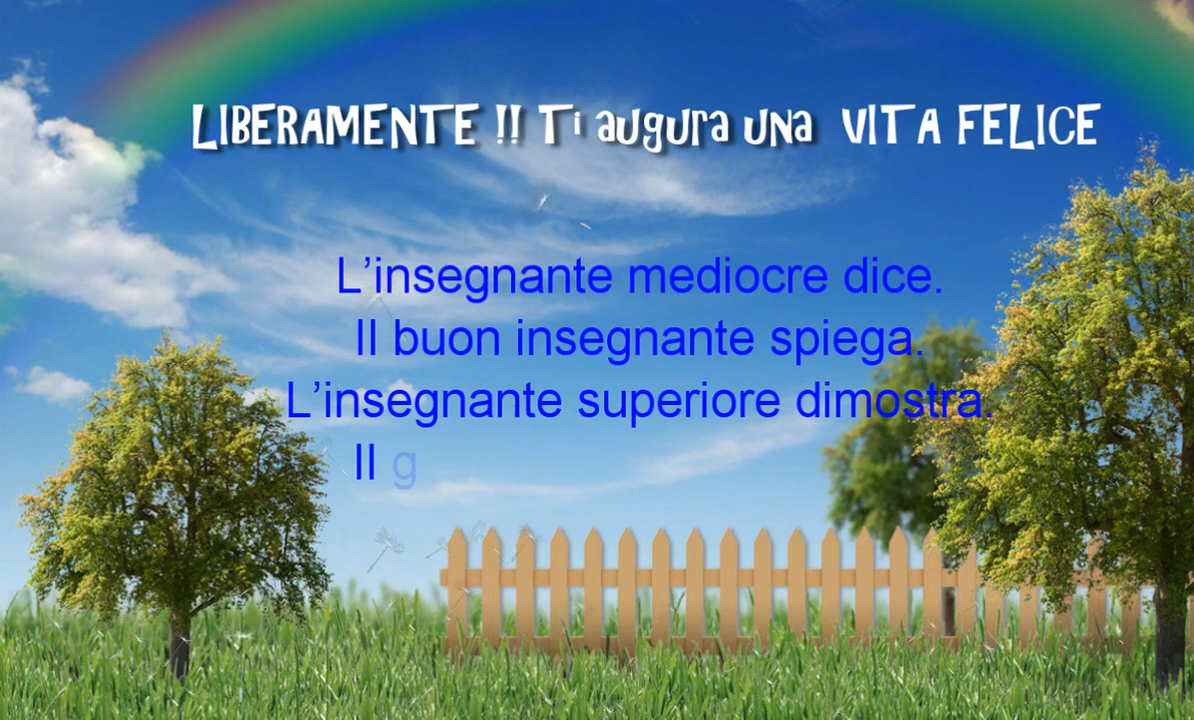 LIBERAMENTE !! Ti augura una VITA FELICE
L’insegnante mediocre dice.
Il buon insegnante spiega.
L’insegnante superiore dimostra.
Il g